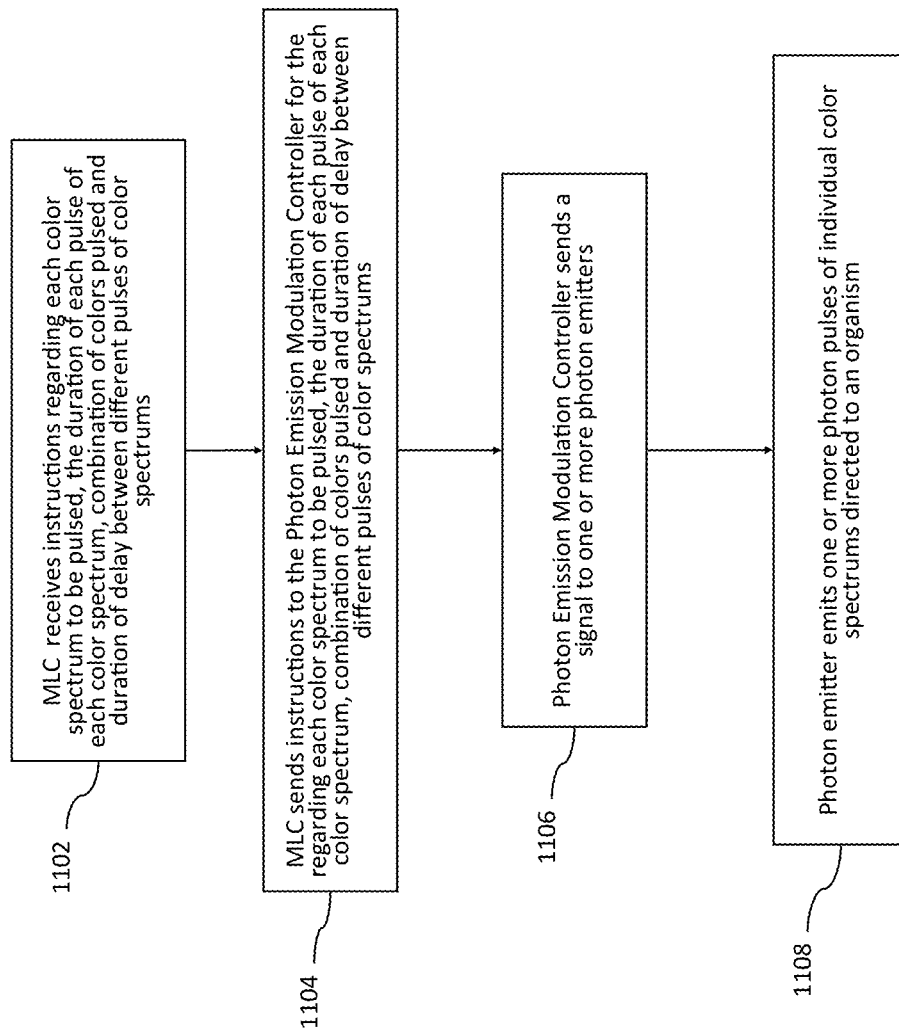 1102
MLC receives instructions regarding each color
spectrum to be pulsed, the duration of each pulse of
each color spectrum, combination of colors pulsed and
duration of delay between different pulses of color
spectrums
1104
MLC sends instructions to the Photon Emission Modulation Controller for the
regarding each color spectrum to be pulsed, the duration of each pulse of each
color spectrum, combination of colors pulsed and duration of delay between
different pulses of color spectrums
1106
Photon Emission Modulation Controller sends a
signal to one or more photon emitters
1108
Photon emitter emits one or more photon pulses of individual color
spectrums directed to an organism